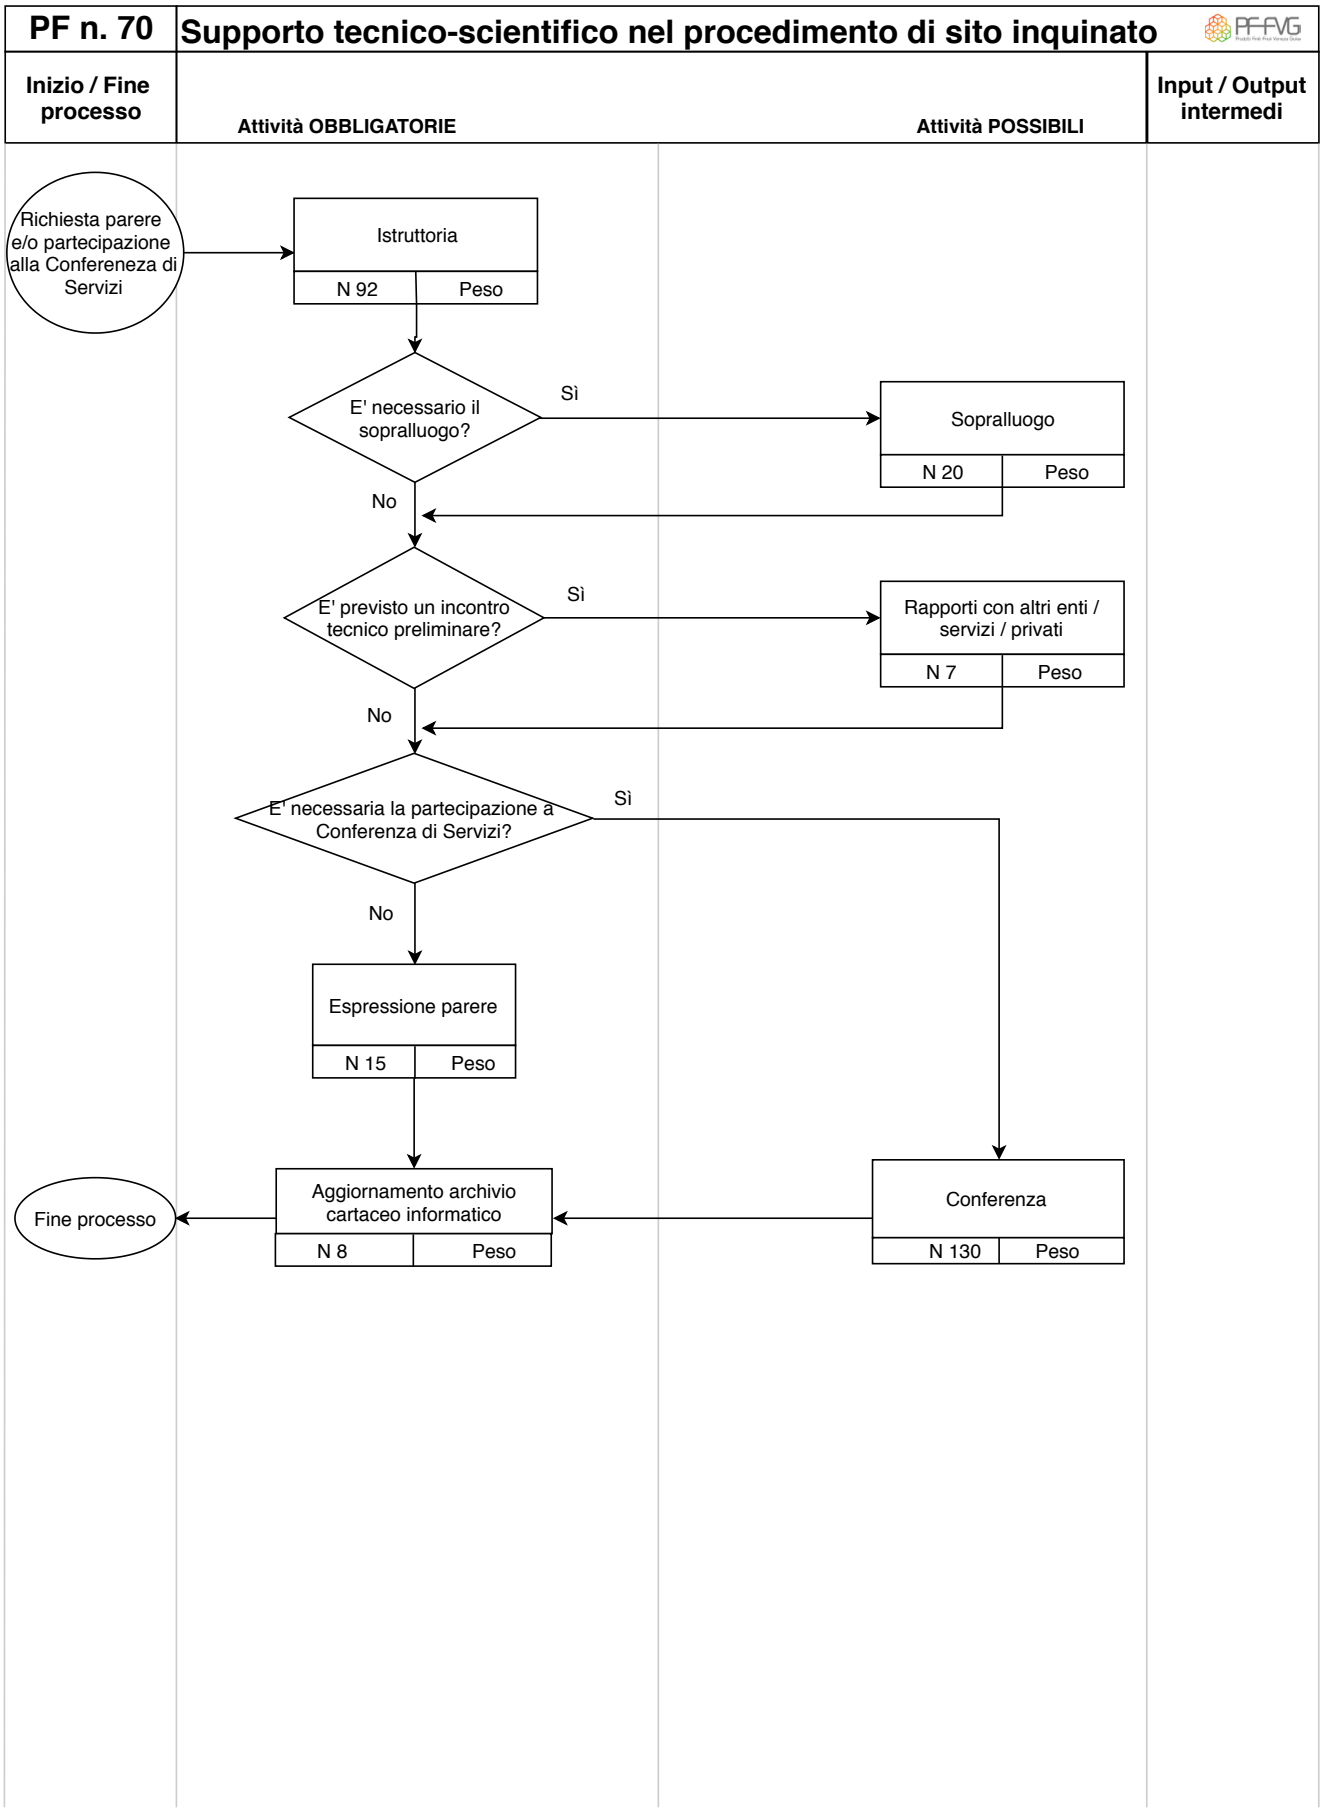 PF n. 70
Supporto tecnico-scientifico nel procedimento di sito inquinato
PF-FVG
Inizio / Fine
processo
Attività OBBLIGATORIE
Attività POSSIBILI
Input / Output
intermedi
Richiesta parere
e/o partecipazione
alla Confereneza di
Servizi
Istruttoria
N 92
Peso
E' necessario il
sopralluogo?
Sì
Sopralluogo
N 20
Peso
No
E' previsto un incontro
tecnico preliminare?
Sì
Rapporti con altri enti /
servizi / privati
N 7
Peso
No
E' necessaria la partecipazione a
Conferenza di Servizi?
Sì
No
Espressione parere
N 15
Peso
Fine processo
Aggiornamento archivio
cartaceo informatico
N 8
Peso
Conferenza
N 130
Peso